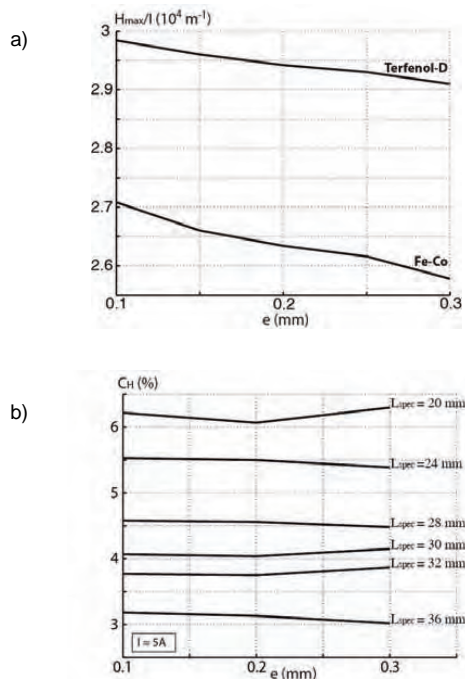 a)
Hmax/I (10⁴ m⁻¹)
3
2.9
2.8
2.7
2.6
Terfenol-D
Fe-Co
0.1
0.2
0.3
e (mm)
b)
CH (%)
6
5
4
3
Lspec = 20 mm
Lspec = 24 mm
Lspec = 28 mm
Lspec = 30 mm
Lspec = 32 mm
Lspec = 36 mm
I = 5A
0.1
0.2
0.3
e (mm)